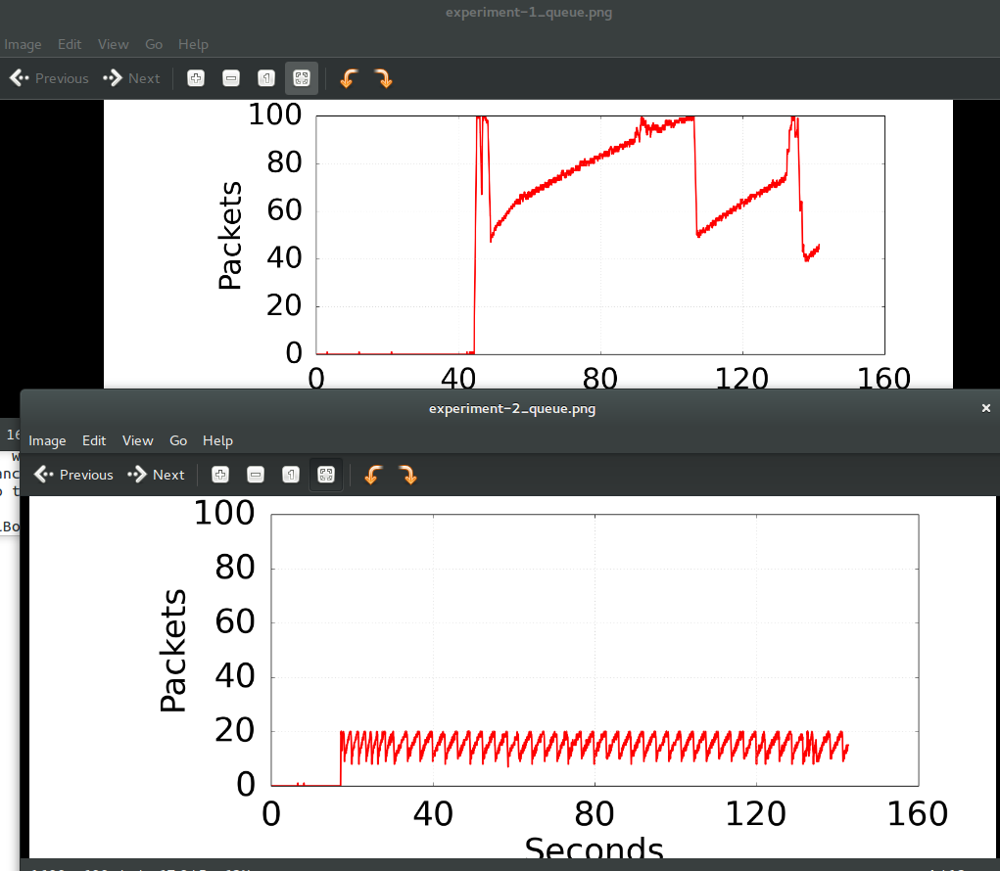 experiment-1_queue.png
Image Edit View Go Help
Previous Next
100
80
60
40
20
0
Packets
0 40 80 120 160
experiment-2_queue.png
Image Edit View Go Help
Previous Next
100
80
60
40
20
0
Packets
0 40 80 120 160
Seconds